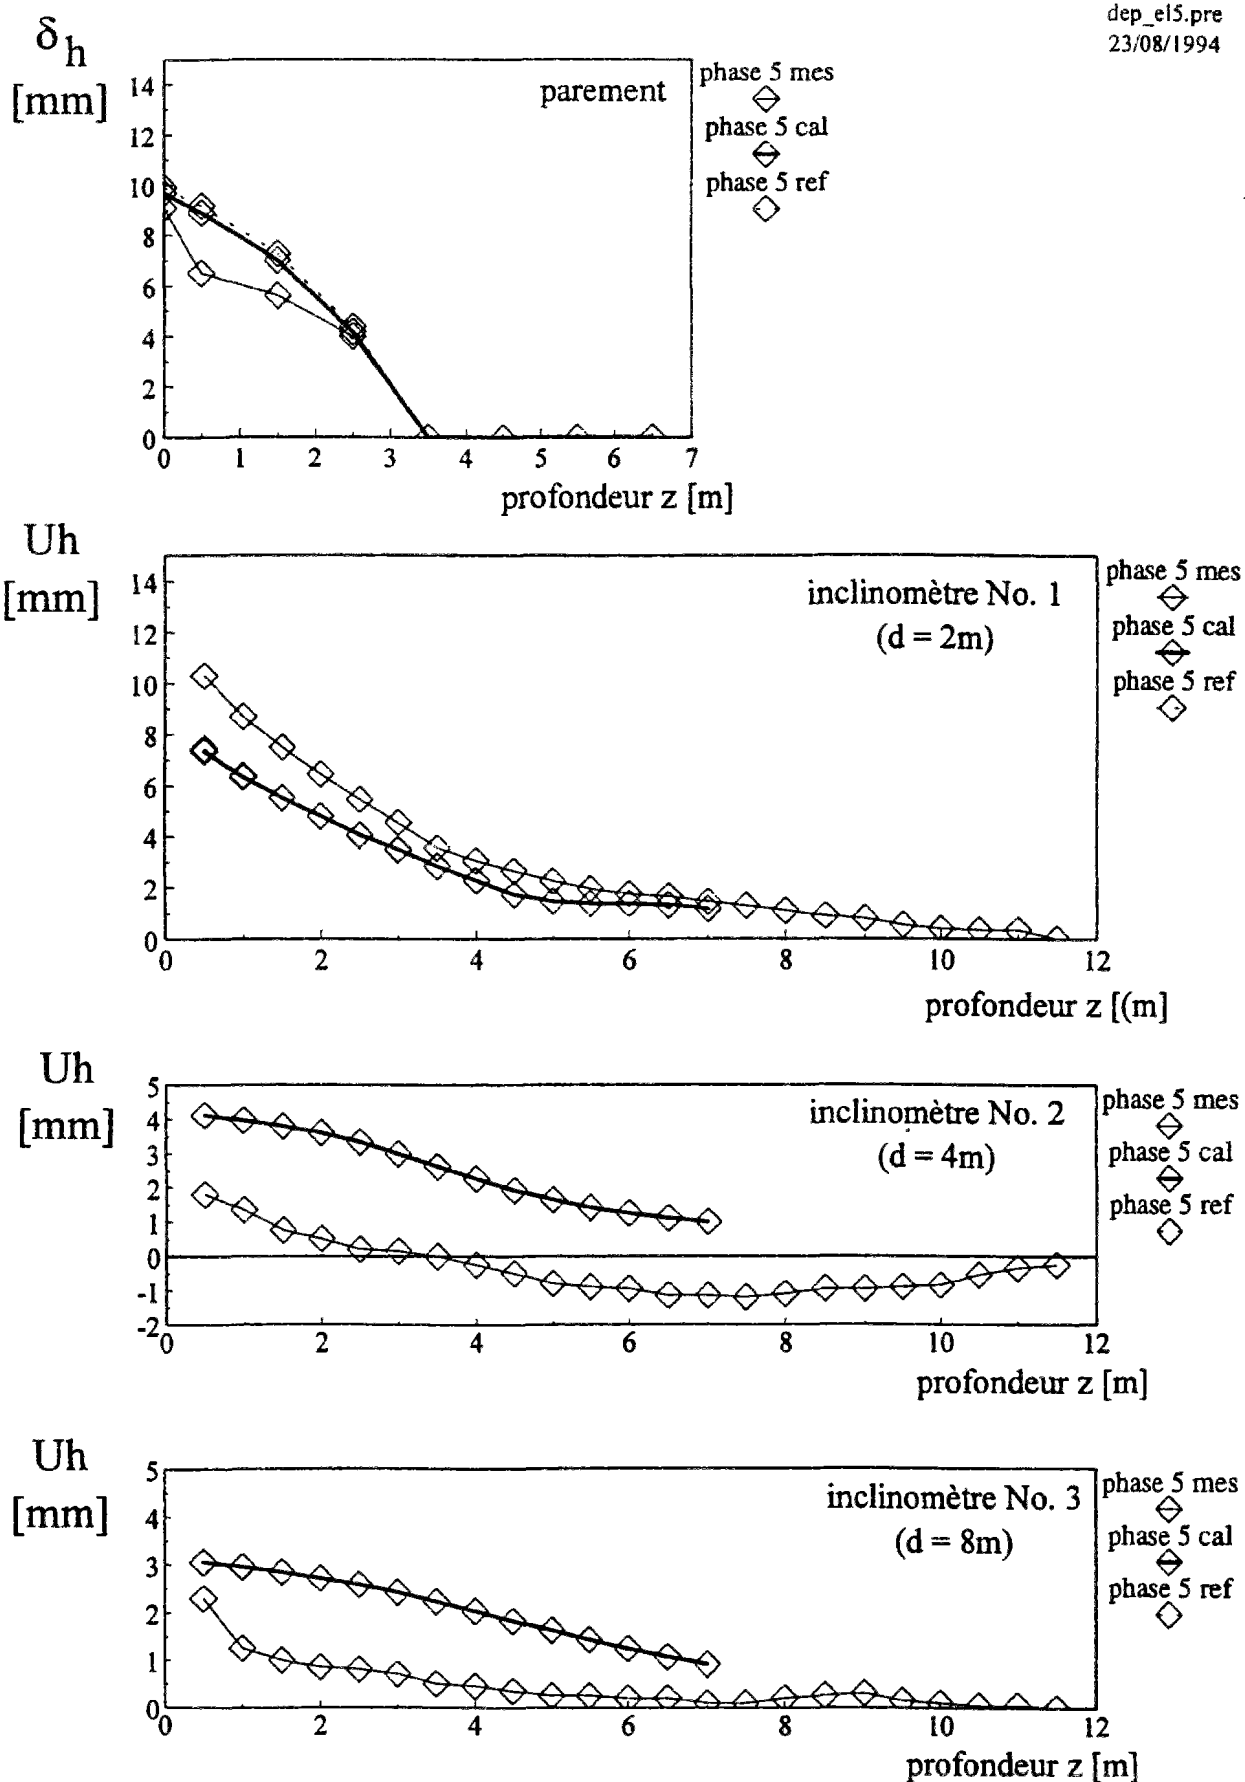 dep_el5.pre
23/08/1994
δh
[mm]
parement
phase 5 mes
phase 5 cal
phase 5 ref
14
12
10
8
6
4
2
0
0 1 2 3 4 5 6 7
profondeur z [m]
Uh
[mm]
inclinomètre No. 1
(d = 2m)
phase 5 mes
phase 5 cal
phase 5 ref
14
12
10
8
6
4
2
0
0 2 4 6 8 10 12
profondeur z [(m]
Uh
[mm]
inclinomètre No. 2
(d = 4m)
phase 5 mes
phase 5 cal
phase 5 ref
5
4
3
2
1
0
-1
-2
0 2 4 6 8 10 12
profondeur z [m]
Uh
[mm]
inclinomètre No. 3
(d = 8m)
phase 5 mes
phase 5 cal
phase 5 ref
5
4
3
2
1
0
0 2 4 6 8 10 12
profondeur z [m]